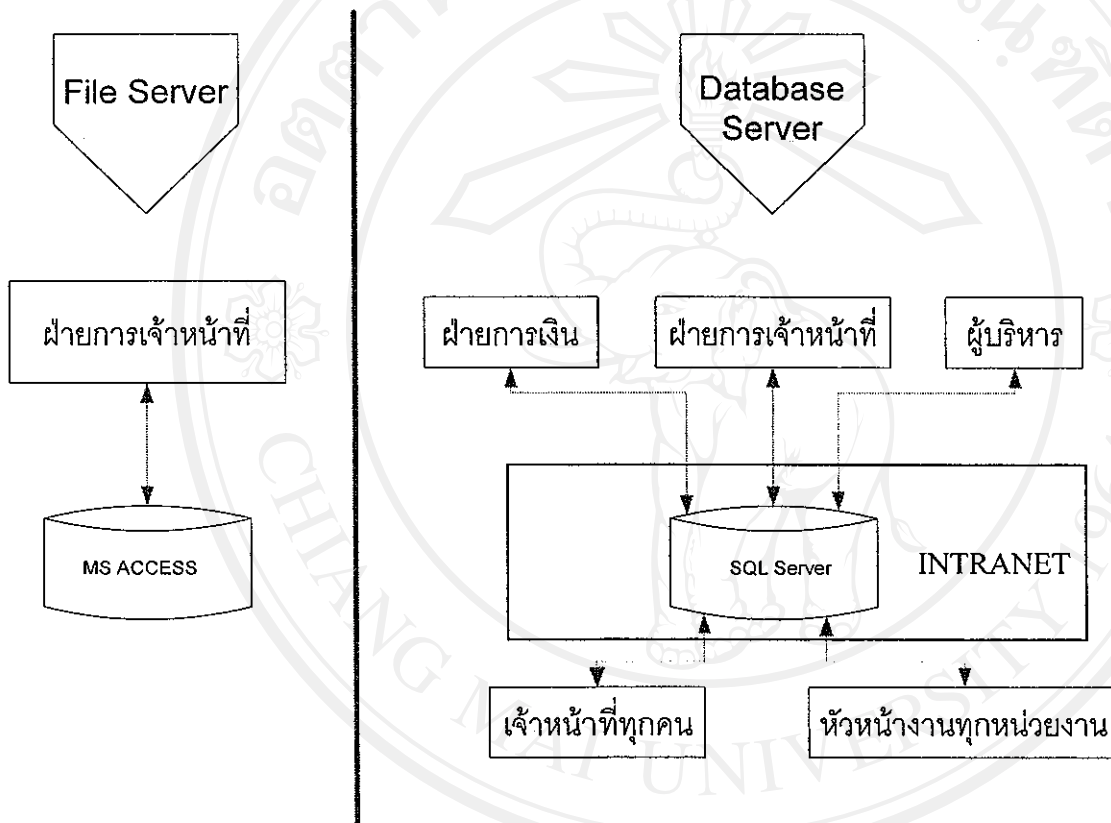 File Server
ฝ่ายการเจ้าหน้าที่
MS ACCESS
Database
Server
ฝ่ายการเงิน
ฝ่ายการเจ้าหน้าที่
ผู้บริหาร
SQL Server
INTRANET
เจ้าหน้าที่ทุกคน
หัวหน้างานทุกหน่วยงาน
CHIANG MAI UNIVERSITY 196